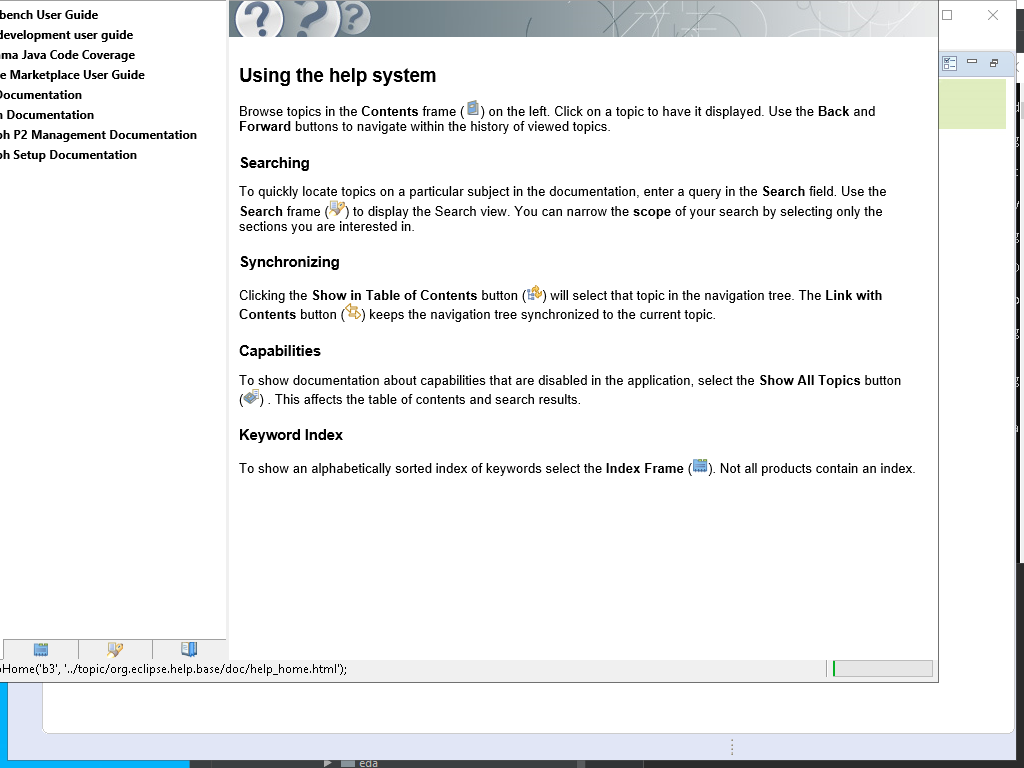 bench User Guide
development user guide
ma Java Code Coverage
e Marketplace User Guide
Documentation
n Documentation
ph P2 Management Documentation
ph Setup Documentation
Using the help system
Browse topics in the Contents frame ( ) on the left. Click on a topic to have it displayed. Use the Back and
Forward buttons to navigate within the history of viewed topics.
Searching
To quickly locate topics on a particular subject in the documentation, enter a query in the Search field. Use the
Search frame ( ) to display the Search view. You can narrow the scope of your search by selecting only the
sections you are interested in.
Synchronizing
Clicking the Show in Table of Contents button ( ) will select that topic in the navigation tree. The Link with
Contents button ( ) keeps the navigation tree synchronized to the current topic.
Capabilities
To show documentation about capabilities that are disabled in the application, select the Show All Topics button
( ) . This affects the table of contents and search results.
Keyword Index
To show an alphabetically sorted index of keywords select the Index Frame ( ). Not all products contain an index.
Home('b3', '../topic/org.eclipse.help.base/doc/help_home.html');
eda